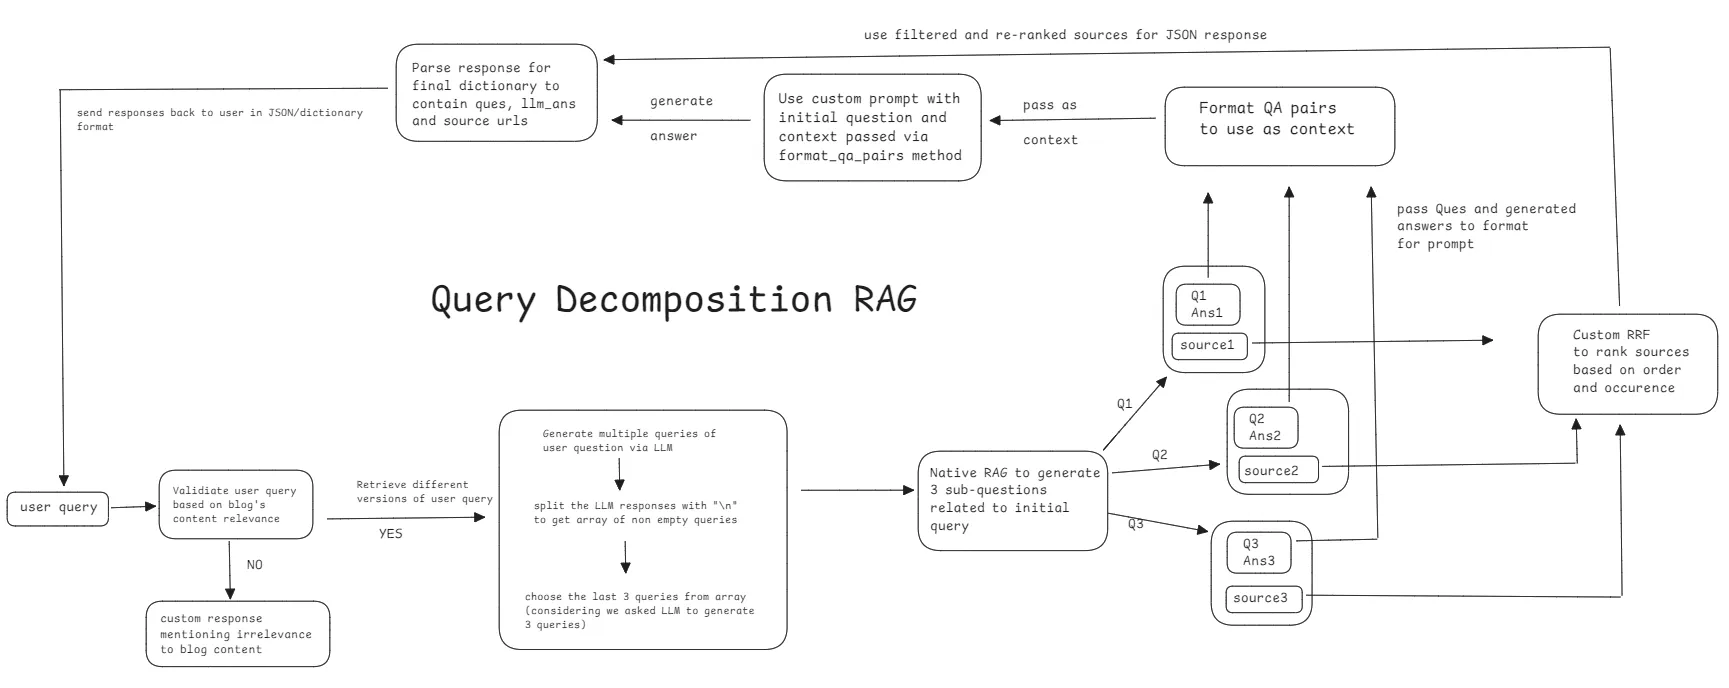 use filtered and re-ranked sources for JSON response
Parse response for
final dictionary to
contain ques, llm_ans
and source urls
generate
answer
Use custom prompt with
initial question and
context passed via
format_qa_pairs method
pass as
context
Format QA pairs
to use as context
send responses back to user in JSON/dictionary
format
pass Ques and generated
answers to format
for prompt
Query Decomposition RAG
Q1
Ans1
source1
Custom RRF
to rank sources
based on order
and occurence
Q1
Q2
Ans2
source2
Generate multiple queries of
user question via LLM
split the LLM responses with "\n"
to get array of non empty queries
choose the last 3 queries from array
(considering we asked LLM to generate
3 queries)
Native RAG to generate
3 sub-questions
related to initial
query
Q2
Q3
Q3
Ans3
source3
user query
Validiate user query
based on blog's
content relevance
Retrieve different
versions of user query
YES
NO
custom response
mentioning irrelevance
to blog content